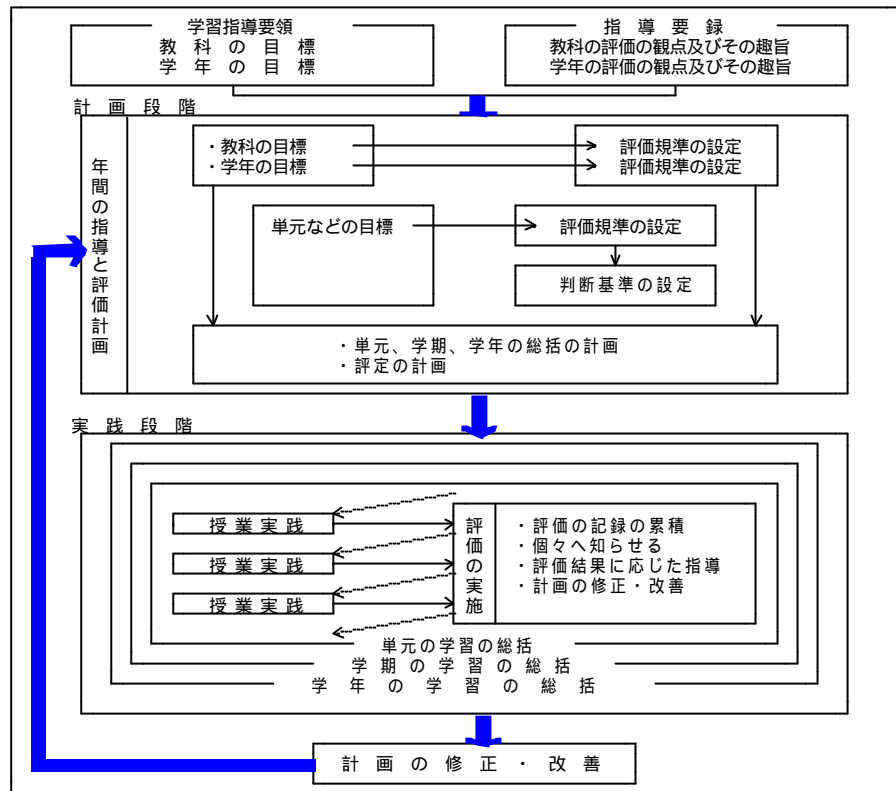 学習指導要領
教科の目標
学年の目標
指導要録
教科の評価の観点及びその趣旨
学年の評価の観点及びその趣旨
計画段階
年間の指導と評価計画
・教科の目標
・学年の目標
評価規準の設定
評価規準の設定
単元などの目標
評価規準の設定
判断基準の設定
・単元、学期、学年の総括の計画
・評定の計画
実践段階
授業実践
授業実践
授業実践
評価の実施
・評価の記録の累積
・個々へ知らせる
・評価結果に応じた指導
・計画の修正・改善
単元の学習の総括
学期の学習の総括
学年の学習の総括
計画の修正・改善